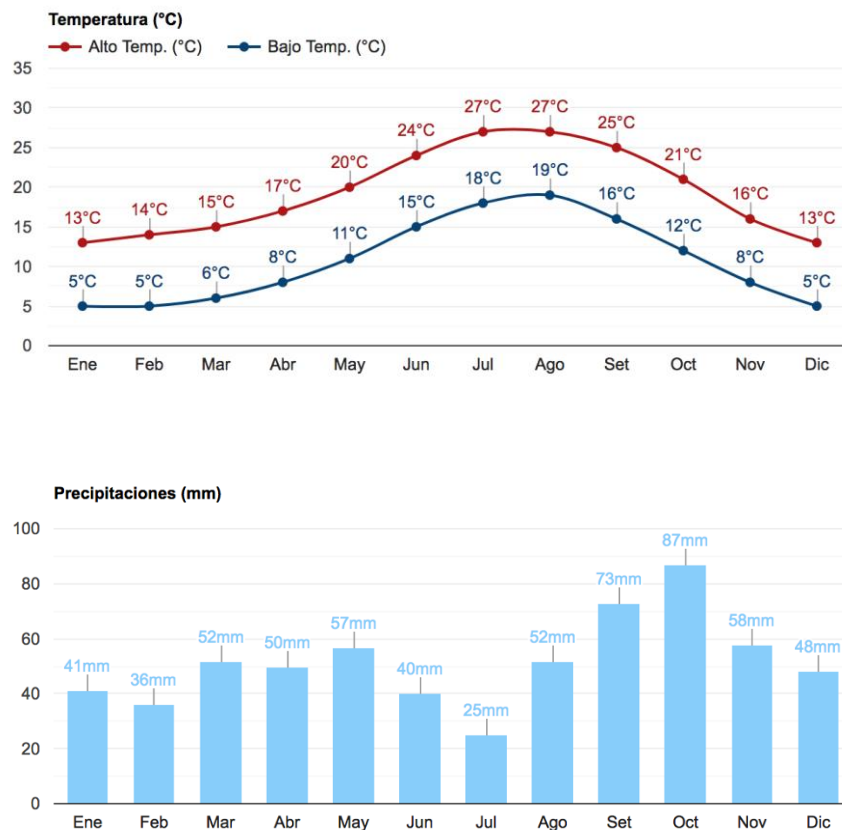 Temperatura (°C)
Alto Temp. (°C) Bajo Temp. (°C)
35
30
25
20
15
10
5
0
13°C 14°C 15°C 17°C 20°C 24°C 27°C 27°C 25°C 21°C 16°C 13°C
5°C 5°C 6°C 8°C 11°C 15°C 18°C 19°C 16°C 12°C 8°C 5°C
Ene Feb Mar Abr May Jun Jul Ago Set Oct Nov Dic
Precipitaciones (mm)
100
80
60
40
20
0
41mm 36mm 52mm 50mm 57mm 40mm 25mm 52mm 73mm 87mm 58mm 48mm
Ene Feb Mar Abr May Jun Jul Ago Set Oct Nov Dic